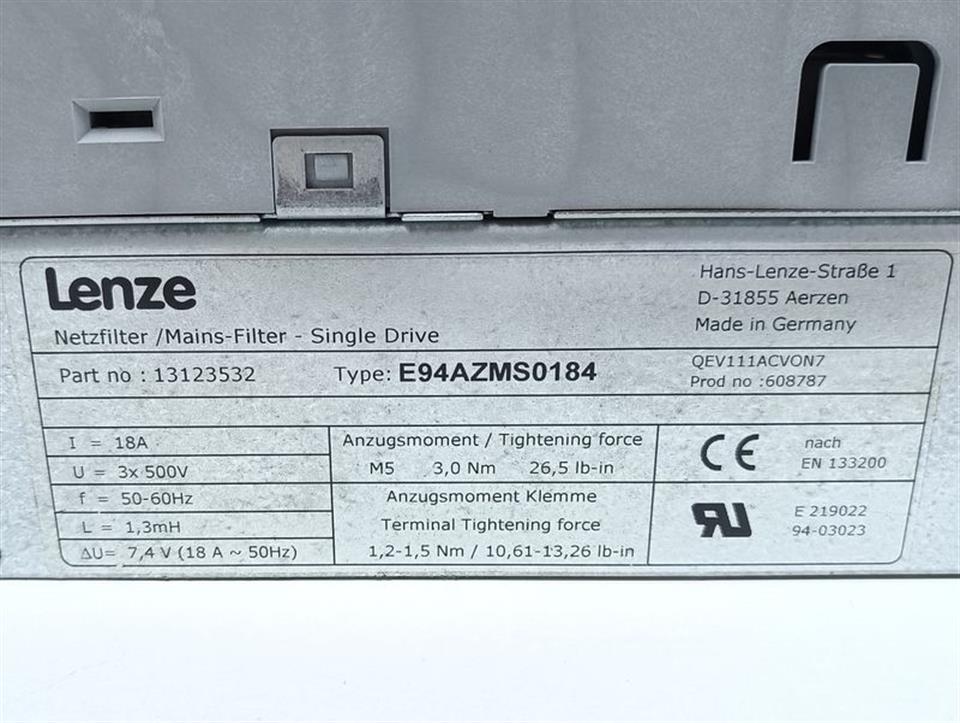 Lenze
Netzfilter /Mains-Filter - Single Drive
Hans-Lenze-Straße 1
D-31855 Aerzen
Made in Germany
Part no : 13123532
Type: E94AZMS0184
QEV111ACVON7
Prod no :608787
I = 18A
U = 3x 500V
f = 50-60Hz
L = 1,3mH
ΔU= 7,4 V (18 A ~ 50Hz)
Anzugsmoment / Tightening force
M5 3,0 Nm 26,5 lb-in
Anzugsmoment Klemme
Terminal Tightening force
1,2-1,5 Nm / 10,61-13,26 lb-in
CE nach
EN 133200
RU E 219022
94-03023